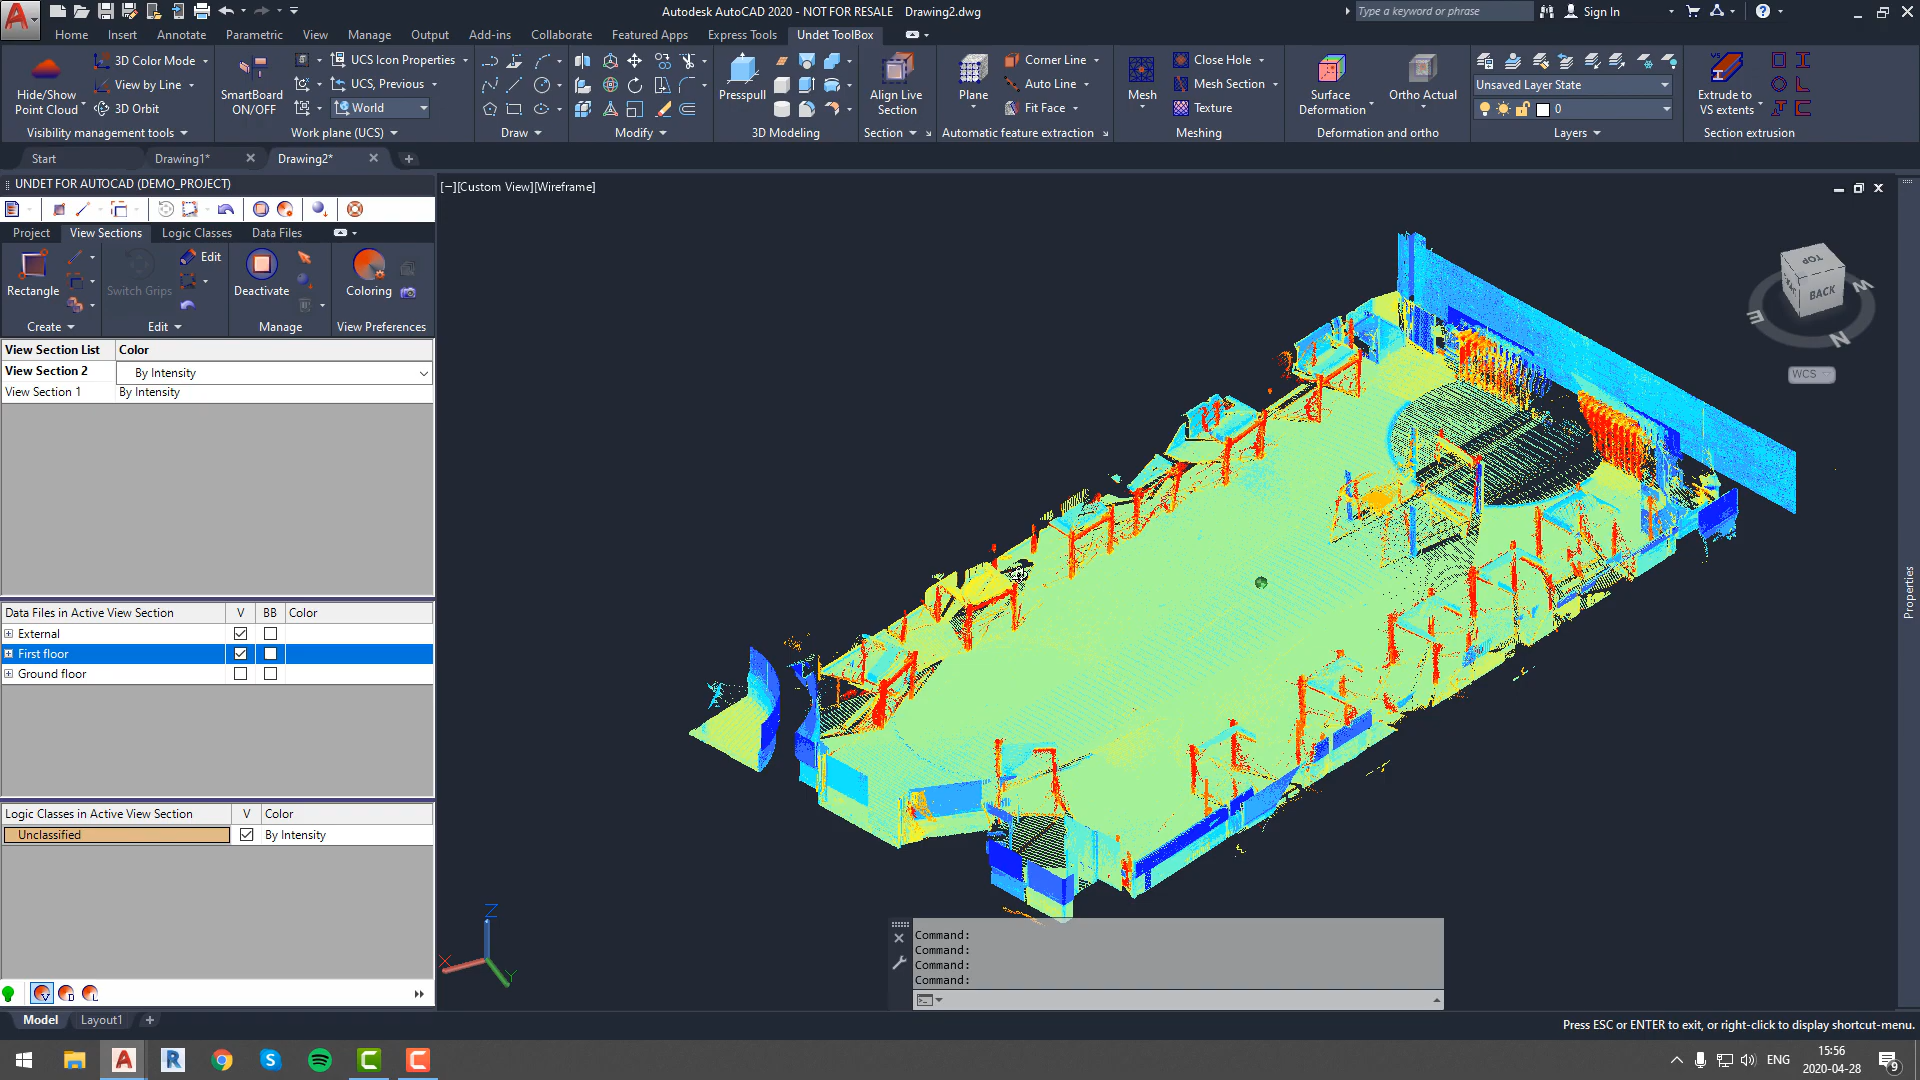 Autodesk AutoCAD 2020 - NOT FOR RESALE Drawing2.dwg
Type a keyword or phrase
Sign In
Home Insert Annotate Parametric View Manage Output Add-ins Collaborate Featured Apps Express Tools Undet ToolBox
Hide/Show
Point Cloud
3D Color Mode
View by Line
3D Orbit
Visibility management tools
SmartBoard
ON/OFF
UCS Icon Properties
UCS, Previous
World
Work plane (UCS)
Draw
Modify
Presspull
3D Modeling
Align Live
Section
Section
Plane
Corner Line
Auto Line
Fit Face
Automatic feature extraction
Mesh
Close Hole
Mesh Section
Texture
Meshing
Surface
Deformation
Ortho Actual
Deformation and ortho
Unsaved Layer State
0
Layers
Extrude to
VS extents
Section extrusion
Start
Drawing1*
Drawing2*
UNDET FOR AUTOCAD (DEMO_PROJECT)
Project View Sections Logic Classes Data Files
Rectangle
Create
Switch Grips
Edit
Edit
Deactivate
Manage
Coloring
View Preferences
View Section List Color
View Section 2 By Intensity
View Section 1 By Intensity
Data Files in Active View Section V BB Color
External
First floor
Ground floor
Logic Classes in Active View Section V Color
Unclassified By Intensity
[−][Custom View][Wireframe]
TOP
BACK
W
E
N
WCS
Properties
Z
X
Y
Command:
Command:
Command:
Command:
Model Layout1
Press ESC or ENTER to exit, or right-click to display shortcut-menu.
ENG
15:56
2020-04-28
9